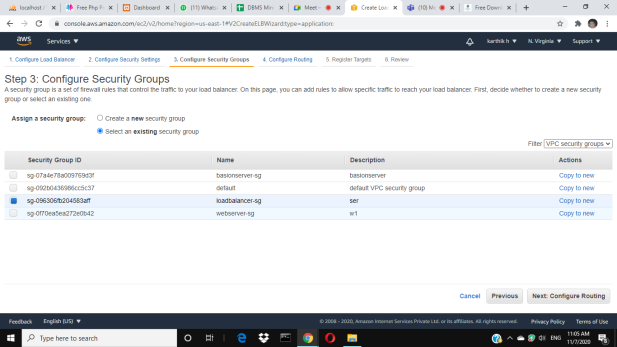 localhost /
Free Php F
Dashboard
(11) Whats
DBMS Mini
Meet –
Create Loa
(10) M
Free Down
console.aws.amazon.com/ec2/v2/home?region=us-east-1#V2CreateELBWizard:type=application:
aws Services karthik h N. Virginia Support
1. Configure Load Balancer 2. Configure Security Settings 3. Configure Security Groups 4. Configure Routing 5. Register Targets 6. Review
Step 3: Configure Security Groups
A security group is a set of firewall rules that control the traffic to your load balancer. On this page, you can add rules to allow specific traffic to reach your load balancer. First, decide whether to create a new security
group or select an existing one.
Assign a security group: Create a new security group
Select an existing security group
Filter VPC security groups
Security Group ID Name Description Actions
sg-07a4e78a009769d3f basionserver-sg basionserver Copy to new
sg-092b0436986cc5c37 default default VPC security group Copy to new
sg-096306fb204583aff loadbalancer-sg ser Copy to new
sg-0f70ea5ea272e0b42 webserver-sg w1 Copy to new
Cancel Previous Next: Configure Routing
Feedback English (US) © 2008 - 2020, Amazon Internet Services Private Ltd. or its affiliates. All rights reserved. Privacy Policy Terms of Use
Type here to search
ENG
11:05 AM
11/7/2020